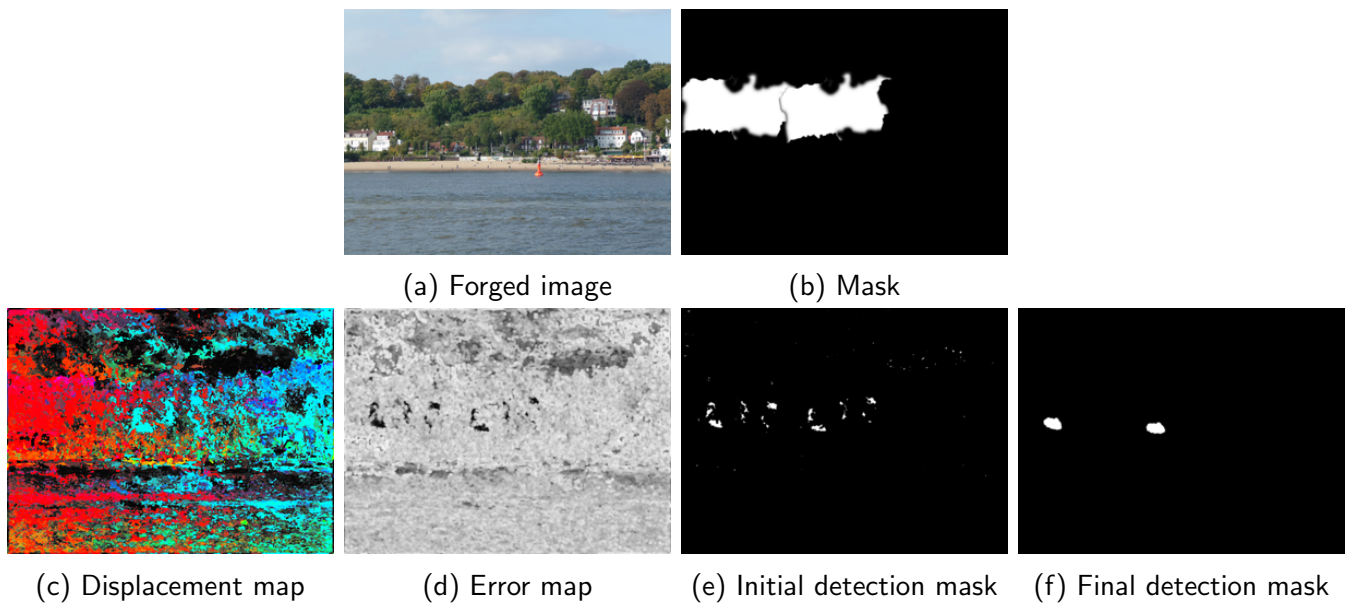 (a) Forged image
(b) Mask
(c) Displacement map
(d) Error map
(e) Initial detection mask
(f) Final detection mask